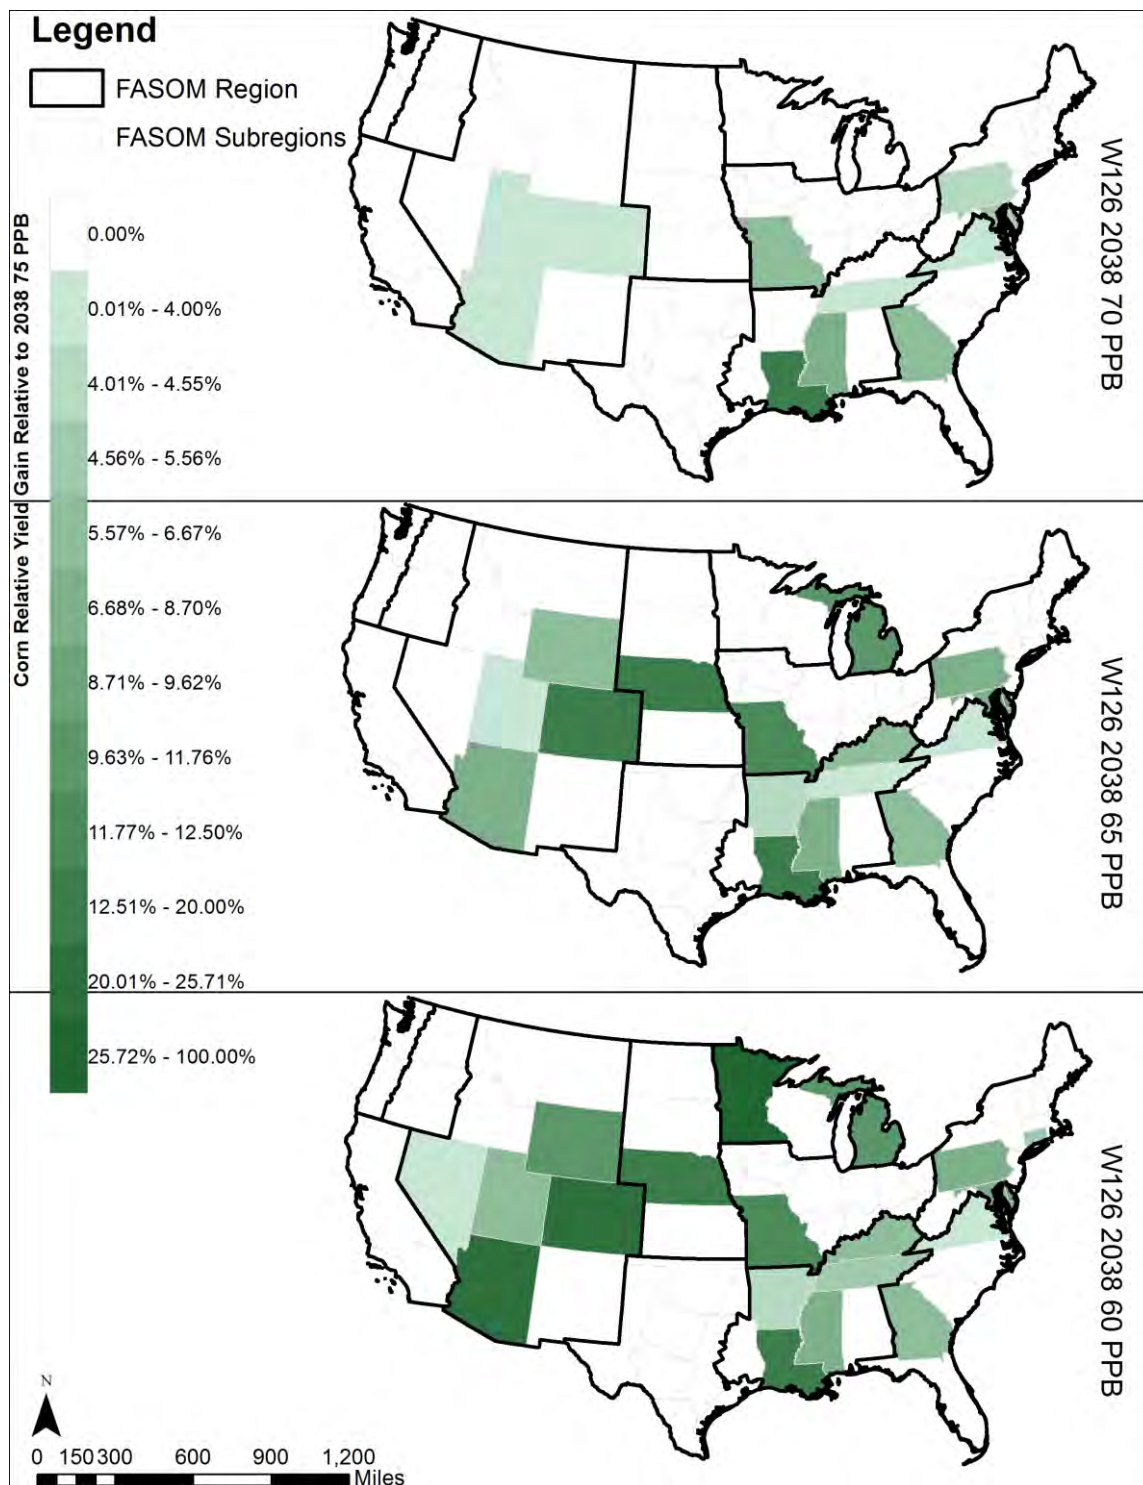 Legend
FASOM Region
FASOM Subregions
Corn Relative Yield Gain Relative to 2038 75 PPB
0.00%
0.01% - 4.00%
4.01% - 4.55%
4.56% - 5.56%
5.57% - 6.67%
6.68% - 8.70%
8.71% - 9.62%
9.63% - 11.76%
11.77% - 12.50%
12.51% - 20.00%
20.01% - 25.71%
25.72% - 100.00%
W126 2038 70 PPB
W126 2038 65 PPB
W126 2038 60 PPB
N
0 150 300 600 900 1,200
Miles